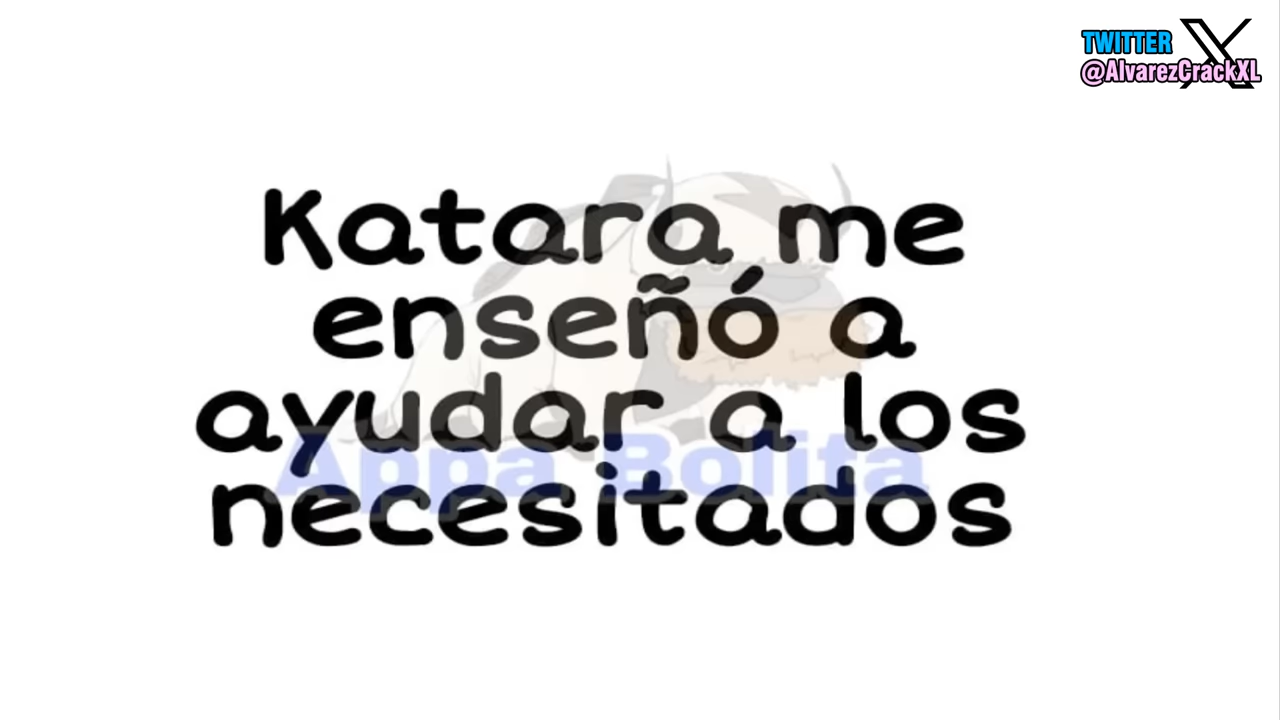 TWITTER
@AlvarezCrackXL
Katara me
enseñó a
ayudar a los
necesitados
Appa Bolita